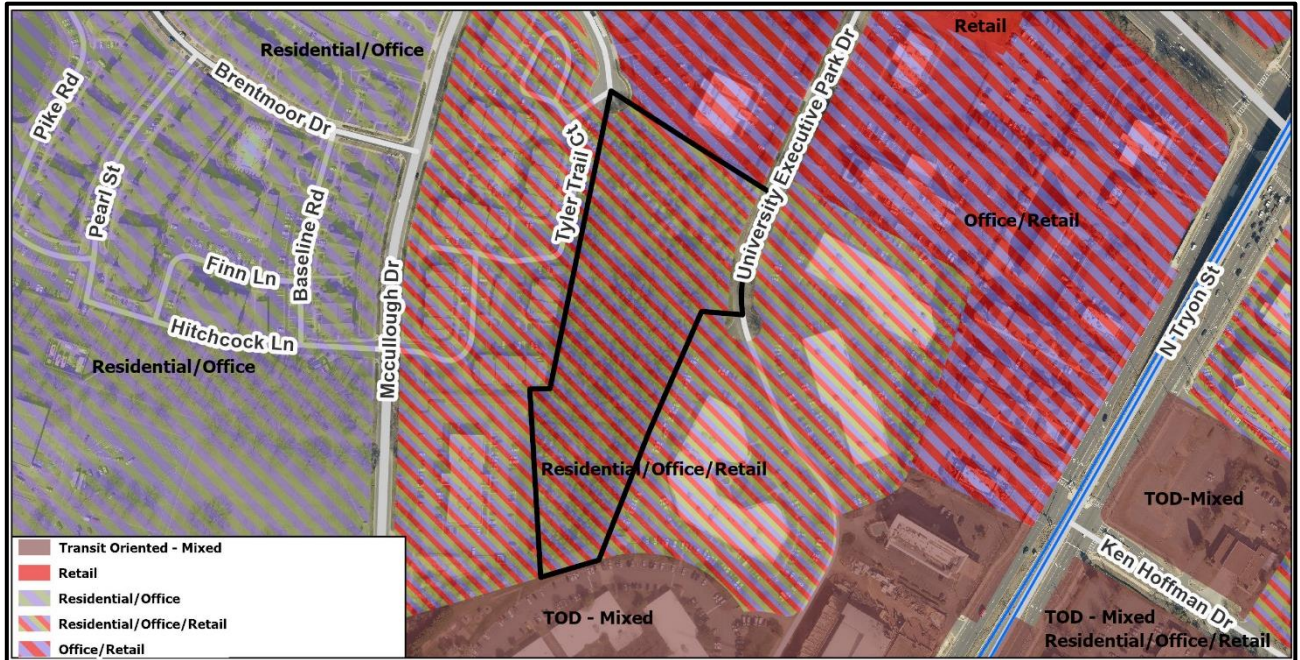 Retail
Residential/Office
Pike Rd
Brentmoor Dr
Pearl St
Tyler Trail Ct
University Executive Park Dr
Office/Retail
Baseline Rd
Finn Ln
Hitchcock Ln
Mccullough Dr
N Tryon St
Residential/Office
Residential/Office/Retail
TOD-Mixed
Ken Hoffman Dr
TOD - Mixed
TOD - Mixed
Residential/Office/Retail
Transit Oriented - Mixed
Retail
Residential/Office
Residential/Office/Retail
Office/Retail